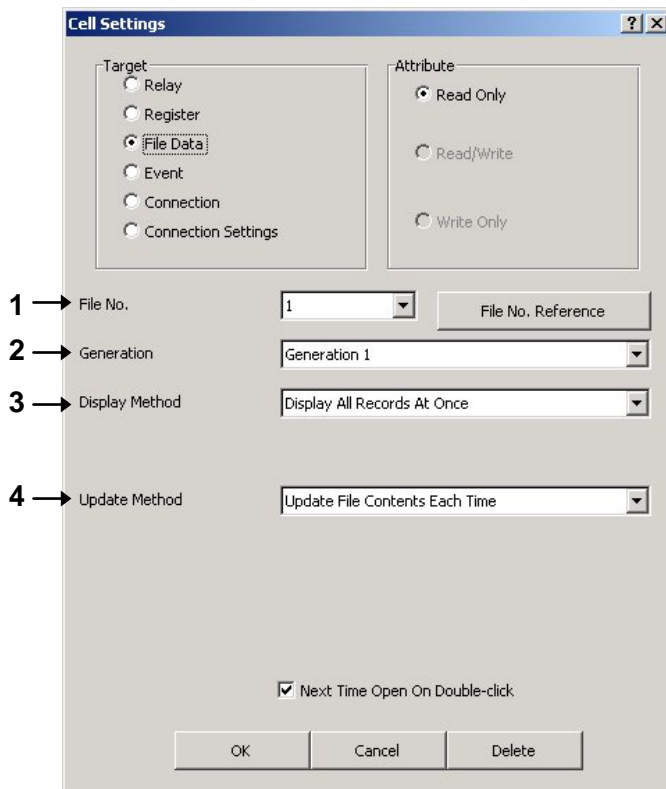 Cell Settings
Target
Relay
Register
File Data
Event
Connection
Connection Settings
Attribute
Read Only
Read/Write
Write Only
1 File No. 1 File No. Reference
2 Generation Generation 1
3 Display Method Display All Records At Once
4 Update Method Update File Contents Each Time
Next Time Open On Double-click
OK Cancel Delete